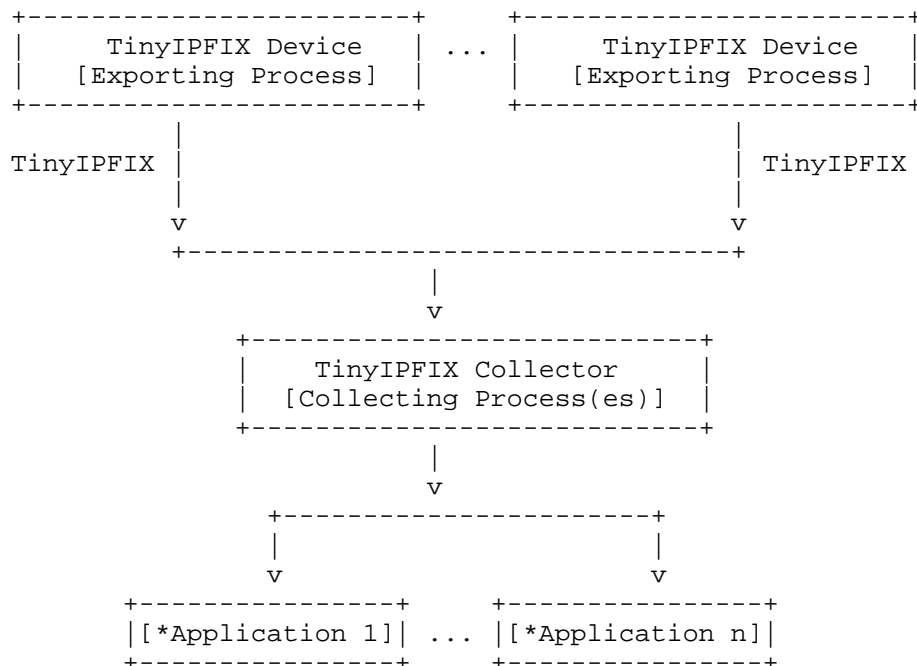 TinyIPFIX Device ... TinyIPFIX Device
[Exporting Process] [Exporting Process]
TinyIPFIX TinyIPFIX
v v
v
TinyIPFIX Collector
[Collecting Process(es)]
v
v v
[*Application 1] ... [*Application n]